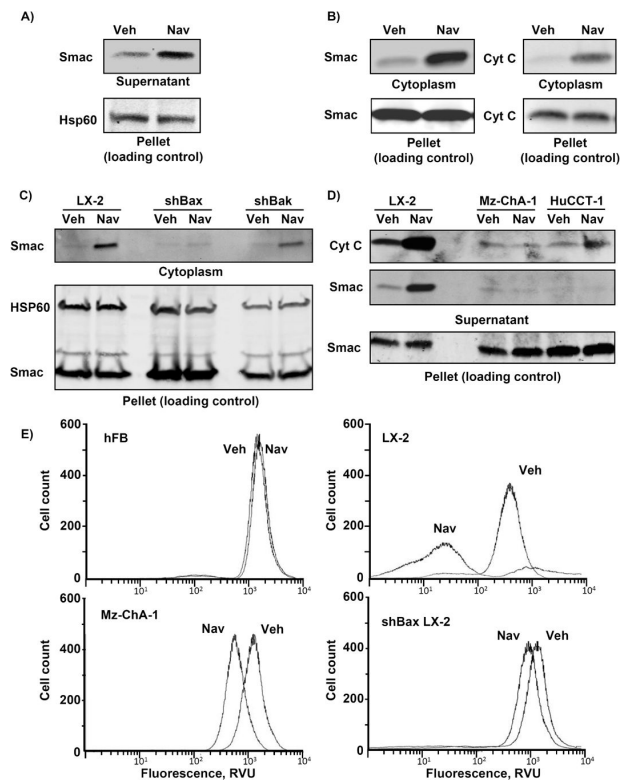 A)
Veh Nav
Smac
Supernatant
Hsp60
Pellet
(loading control)
B)
Veh Nav
Smac
Cytoplasm
Smac
Pellet
(loading control)
Veh Nav
Cyt C
Cytoplasm
Cyt C
Pellet
(loading control)
C)
LX-2 shBax shBak
Veh Nav Veh Nav Veh Nav
Smac
Cytoplasm
HSP60
Smac
Pellet (loading control)
D)
LX-2 Mz-ChA-1 HuCCT-1
Veh Nav Veh Nav Veh Nav
Cyt C
Smac
Supernatant
Smac
Pellet (loading control)
E)
hFB
Veh Nav
Cell count
600
400
200
0
10¹ 10² 10³ 10⁴
LX-2
Veh
Nav
Cell count
600
400
200
0
10¹ 10² 10³ 10⁴
Mz-ChA-1
Nav Veh
Cell count
600
400
200
0
10¹ 10² 10³ 10⁴
Fluorescence, RVU
shBax LX-2
Nav Veh
Cell count
600
400
200
0
10¹ 10² 10³ 10⁴
Fluorescence, RVU